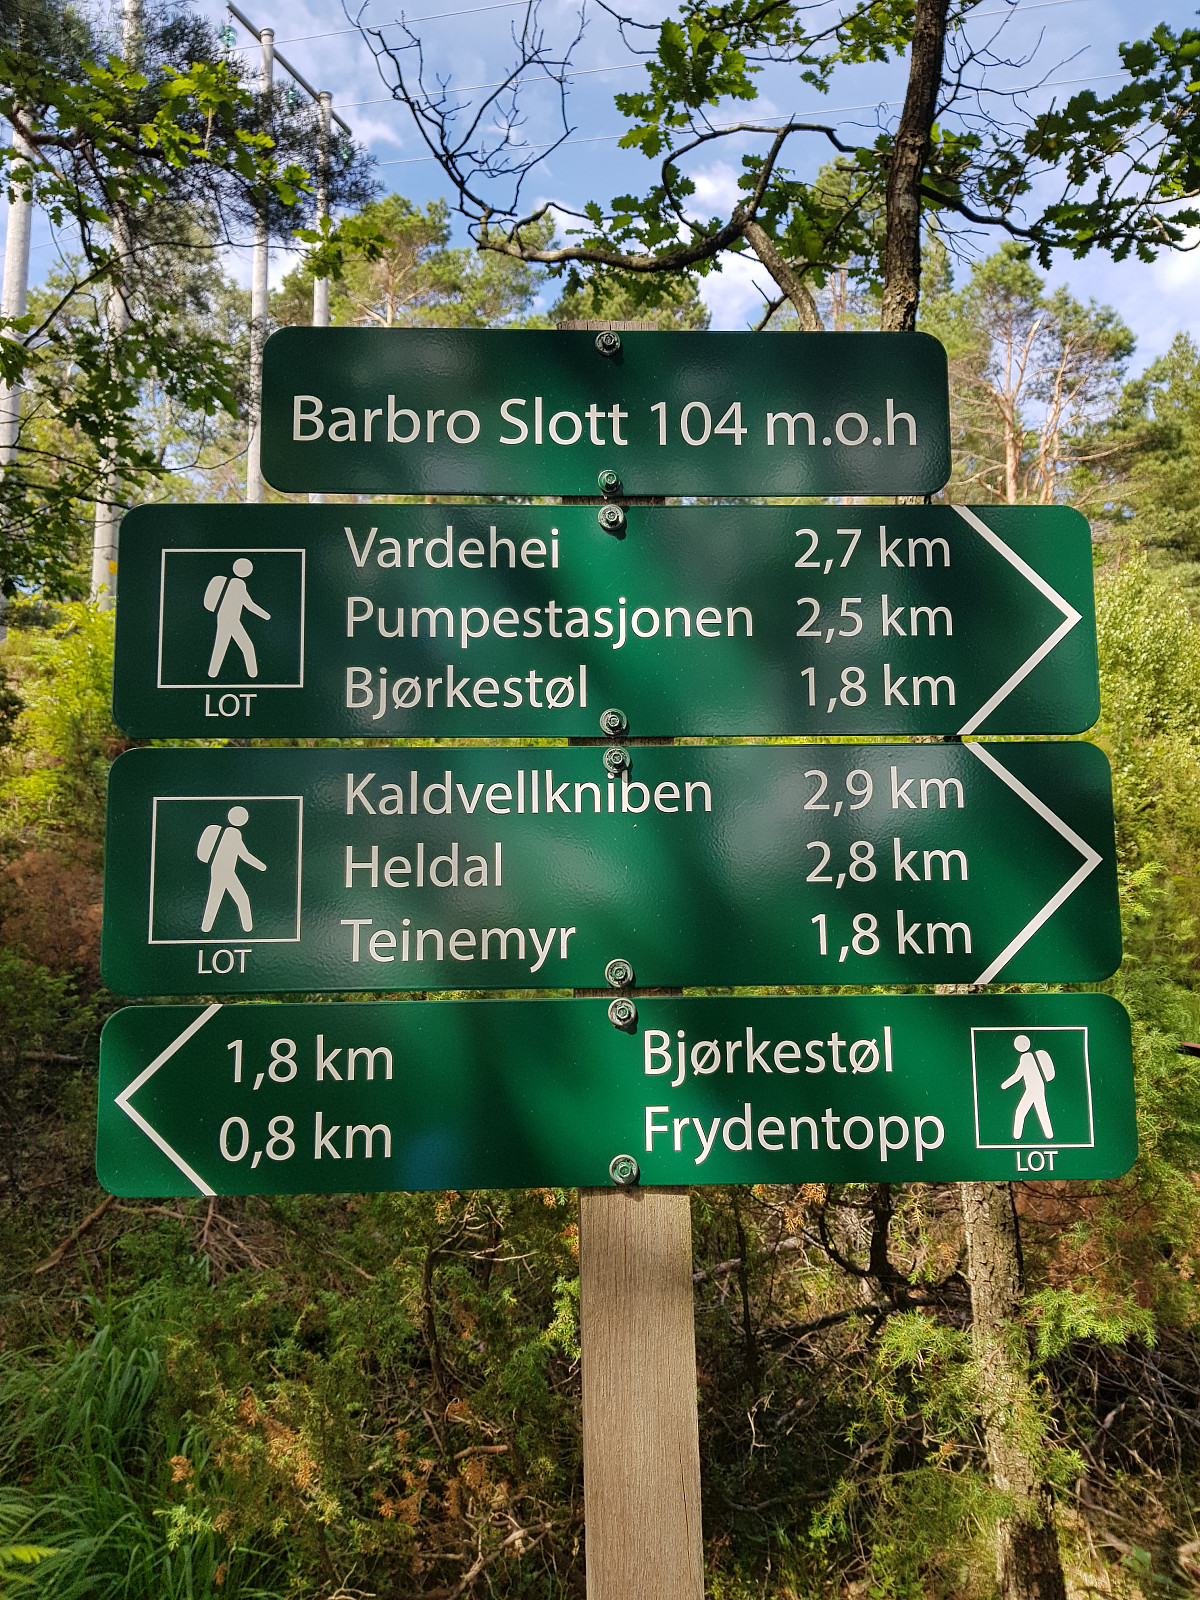 Barbro Slott 104 m.o.h
Vardehei 2,7 km
Pumpestasjonen 2,5 km
Bjørkestøl 1,8 km
LOT
Kaldvellkniben 2,9 km
Heldal 2,8 km
Teinemyr 1,8 km
LOT
1,8 km Bjørkestøl
0,8 km Frydentopp
LOT